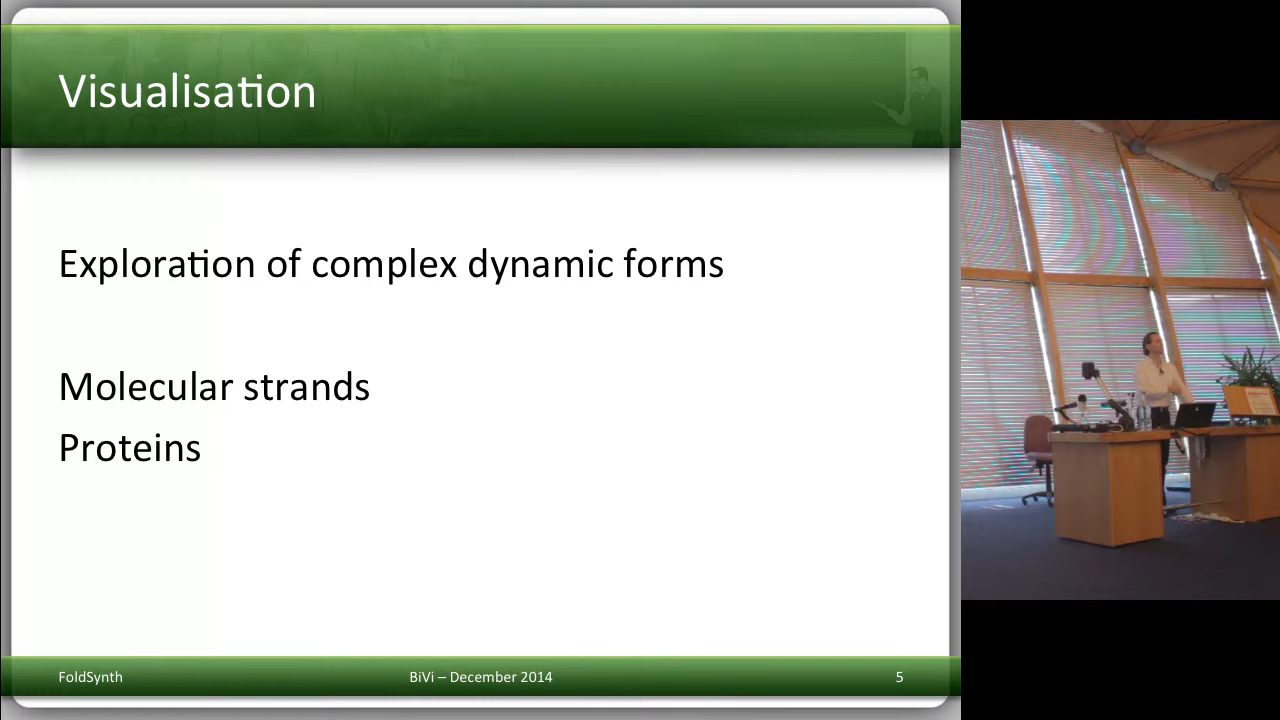 Visualisation
Exploration of complex dynamic forms
Molecular strands
Proteins
FoldSynth
BiVi – December 2014
5